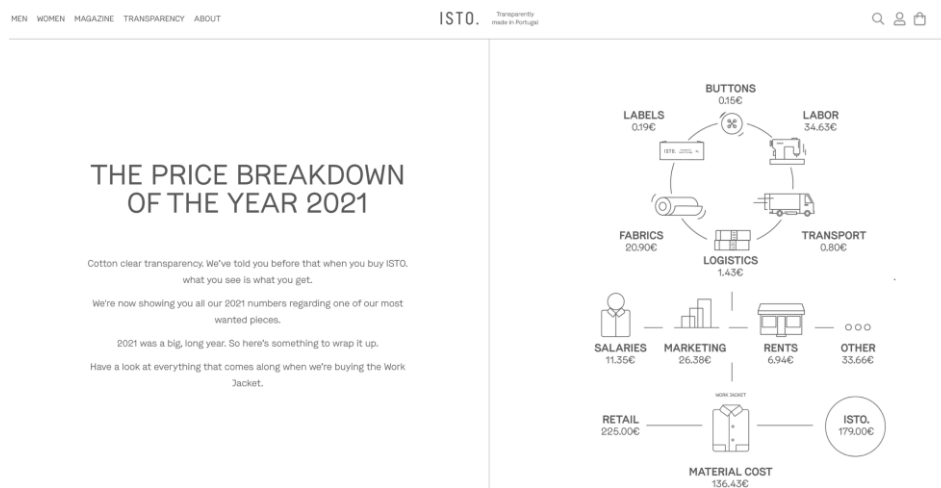 MEN WOMEN MAGAZINE TRANSPARENCY ABOUT
ISTO.
Transparently
made in Portugal
THE PRICE BREAKDOWN
OF THE YEAR 2021
Cotton clear transparency. We've told you before that when you buy ISTO.
what you see is what you get.
We're now showing you all our 2021 numbers regarding one of our most
wanted pieces.
2021 was a big, long year. So here's something to wrap it up.
Have a look at everything that comes along when we're buying the Work
Jacket.
BUTTONS
0.15€
LABELS
0.19€
LABOR
34.63€
ISTO.
FABRICS
20.90€
TRANSPORT
0.80€
LOGISTICS
1.43€
SALARIES
11.35€
MARKETING
26.38€
RENTS
6.94€
OTHER
33.66€
WORK JACKET
RETAIL
225.00€
ISTO.
179.00€
MATERIAL COST
136.43€